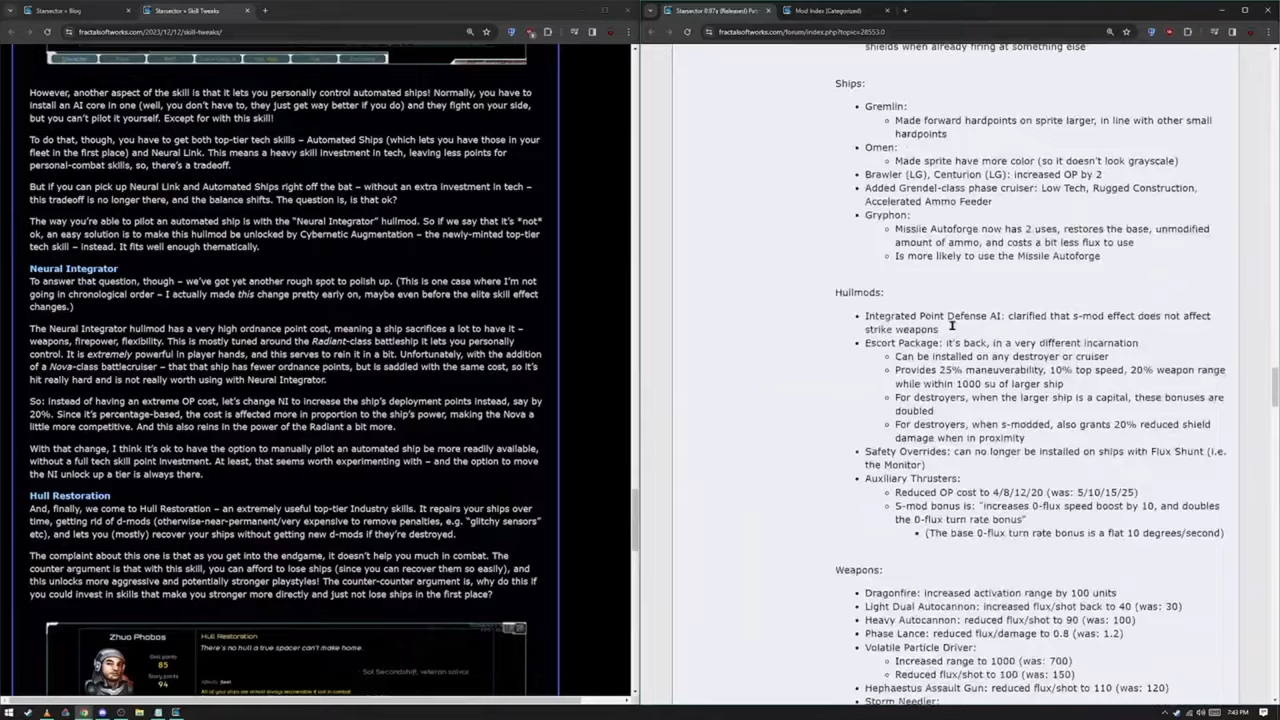 Starsector » Blog
Starsector » Skill Tweaks
fractalsoftworks.com/2023/12/12/skill-tweaks/
However, another aspect of the skill is that it lets you personally control automated ships! Normally, you have to
install an AI core in one (well, you don't have to, they just get way better if you do) and they fight on your side,
but you can't pilot it yourself. Except for with this skill!
To do that, though, you have to get both top-tier tech skills – Automated Ships (which lets you have those in your
fleet in the first place) and Neural Link. This means a heavy skill investment in tech, leaving less points for
personal-combat skills, so, there's a tradeoff.
But if you can pick up Neural Link and Automated Ships right off the bat – without an extra investment in tech –
this tradeoff is no longer there, and the balance shifts. The question is, is that ok?
The way you're able to pilot an automated ship is with the "Neural Integrator" hullmod. So if we say that it's *not*
ok, an easy solution is to make this hullmod be unlocked by Cybernetic Augmentation – the newly-minted top-tier
tech skill – instead. It fits well enough thematically.
Neural Integrator
To answer that question, though – we've got yet another rough spot to polish up. (This is one case where I'm not
going in chronological order – I actually made this change pretty early on, maybe even before the elite skill effect
changes.)
The Neural Integrator hullmod has a very high ordnance point cost, meaning a ship sacrifices a lot to have it –
weapons, firepower, flexibility. This is mostly tuned around the Radiant-class battleship it lets you personally
control. It is extremely powerful in player hands, and this serves to rein it in a bit. Unfortunately, with the addition
of a Nova-class battlecruiser – that that ship has fewer ordnance points, but is saddled with the same cost, so it's
hit really hard and is not really worth using with Neural Integrator.
So: instead of having an extreme OP cost, let's change NI to increase the ship's deployment points instead, say by
20%. Since it's percentage-based, the cost is affected more in proportion to the ship's power, making the Nova a
little more competitive. And this also reins in the power of the Radiant a bit more.
With that change, I think it's ok to have the option to manually pilot an automated ship be more readily available,
without a full tech skill point investment. At least, that seems worth experimenting with – and the option to move
the NI unlock up a tier is always there.
Hull Restoration
And, finally, we come to Hull Restoration – an extremely useful top-tier Industry skills. It repairs your ships over
time, getting rid of d-mods (otherwise-near-permanent/very expensive to remove penalties, e.g. "glitchy sensors"
etc), and lets you (mostly) recover your ships without getting new d-mods if they're destroyed.
The complaint about this one is that as you get into the endgame, it doesn't help you much in combat. The
counter argument is that with this skill, you can afford to lose ships (since you can recover them so easily), and
this unlocks more aggressive and potentially stronger playstyles! The counter-counter argument is, why do this if
you could invest in skills that make you stronger more directly and just not lose ships in the first place?
Zhuo Phobos
Skill points
85
Story points
94
Hull Restoration
There's no hull a true spacer can't make home.
Sol Secondshift, veteran salvor
Starsector 0.97a (Released) Pat
Mod Index (Categorized)
fractalsoftworks.com/forum/index.php?topic=28553.0
shields when already firing at something else
Ships:
Gremlin:
Made forward hardpoints on sprite larger, in line with other small
hardpoints
Omen:
Made sprite have more color (so it doesn't look grayscale)
Brawler (LG), Centurion (LG): increased OP by 2
Added Grendel-class phase cruiser: Low Tech, Rugged Construction,
Accelerated Ammo Feeder
Gryphon:
Missile Autoforge now has 2 uses, restores the base, unmodified
amount of ammo, and costs a bit less flux to use
Is more likely to use the Missile Autoforge
Hullmods:
Integrated Point Defense AI: clarified that s-mod effect does not affect
strike weapons
Escort Package: it's back, in a very different incarnation
Can be installed on any destroyer or cruiser
Provides 25% maneuverability, 10% top speed, 20% weapon range
while within 1000 su of larger ship
For destroyers, when the larger ship is a capital, these bonuses are
doubled
For destroyers, when s-modded, also grants 20% reduced shield
damage when in proximity
Safety Overrides: can no longer be installed on ships with Flux Shunt (i.e.
the Monitor)
Auxiliary Thrusters:
Reduced OP cost to 4/8/12/20 (was: 5/10/15/25)
S-mod bonus is: "increases 0-flux speed boost by 10, and doubles
the 0-flux turn rate bonus"
(The base 0-flux turn rate bonus is a flat 10 degrees/second)
Weapons:
Dragonfire: increased activation range by 100 units
Light Dual Autocannon: increased flux/shot back to 40 (was: 30)
Heavy Autocannon: reduced flux/shot to 90 (was: 100)
Phase Lance: reduced flux/damage to 0.8 (was: 1.2)
Volatile Particle Driver:
Increased range to 1000 (was: 700)
Reduced flux/shot to 100 (was: 150)
Hephaestus Assault Gun: reduced flux/shot to 110 (was: 120)
Storm Needler:
7:43 PM